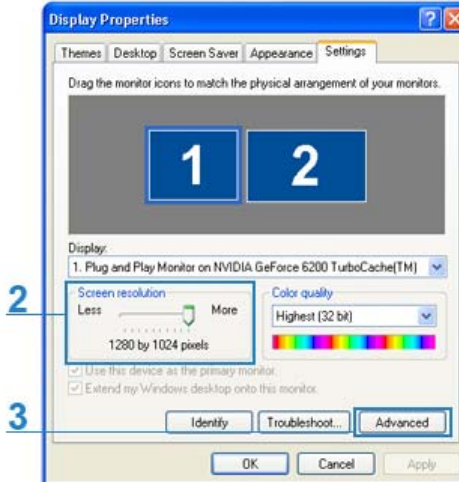 Display Properties
Themes Desktop Screen Saver Appearance Settings
Drag the monitor icons to match the physical arrangement of your monitors.
1 2
Display:
1. Plug and Play Monitor on NVIDIA GeForce 6200 TurboCache(TM)
2
Screen resolution
Less More
1280 by 1024 pixels
Color quality
Highest (32 bit)
Use this device as the primary monitor.
Extend my Windows desktop onto this monitor.
3
Identify Troubleshoot... Advanced
OK Cancel Apply